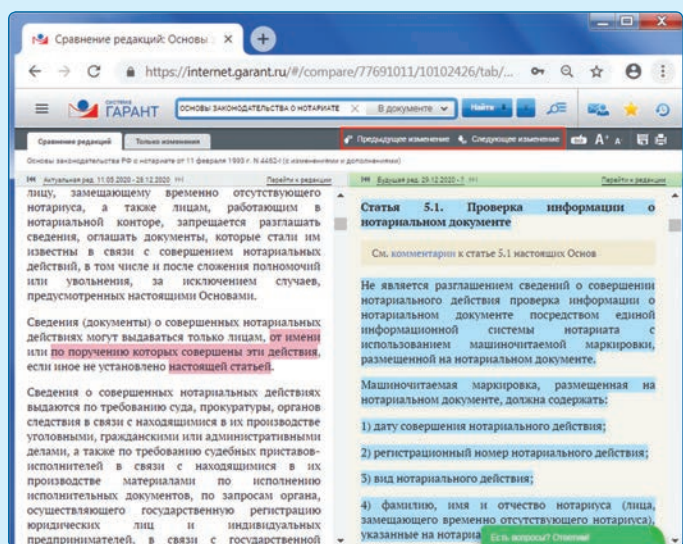 Сравнение редакций: Основы з
https://internet.garant.ru/#/compare/77691011/10102426/tab/...
система
ГАРАНТ
ОСНОВЫ ЗАКОНОДАТЕЛЬСТВА О НОТАРИАТЕ
В документе
Найти
Сравнение редакций
Только изменения
Предыдущее изменение
Следующее изменение
Основы законодательства РФ о нотариате от 11 февраля 1993 г. N 4462-I (с изменениями и дополнениями)
Актуальная ред. 11.05.2020 - 28.12.2020
Перейти к редакции
лицу, замещающему временно отсутствующего
нотариуса, а также лицам, работающим в
нотариальной конторе, запрещается разглашать
сведения, оглашать документы, которые стали им
известны в связи с совершением нотариальных
действий, в том числе и после сложения полномочий
или увольнения, за исключением случаев,
предусмотренных настоящими Основами.
Сведения (документы) о совершенных нотариальных
действиях могут выдаваться только лицам, от имени
или по поручению которых совершены эти действия,
если иное не установлено настоящей статьей.
Сведения о совершенных нотариальных действиях
выдаются по требованию суда, прокуратуры, органов
следствия в связи с находящимися в их производстве
уголовными, гражданскими или административными
делами, а также по требованию судебных приставов-
исполнителей в связи с находящимися в их
производстве материалами по исполнению
исполнительных документов, по запросам органа,
осуществляющего государственную регистрацию
юридических лиц и индивидуальных
предпринимателей, в связи с государственной
Будущая ред. 29.12.2020 - ?
Перейти к редакции
Статья 5.1. Проверка информации о
нотариальном документе
См. комментарии к статье 5.1 настоящих Основ
Не является разглашением сведений о совершении
нотариального действия проверка информации о
нотариальном документе посредством единой
информационной системы нотариата с
использованием машиночитаемой маркировки,
размещенной на нотариальном документе.
Машиночитаемая маркировка, размещенная на
нотариальном документе, должна содержать:
1) дату совершения нотариального действия;
2) регистрационный номер нотариального действия;
3) вид нотариального действия;
4) фамилию, имя и отчество нотариуса (лица,
замещающего временно отсутствующего нотариуса),
указанные на нотариа
Есть вопросы? Ответим!